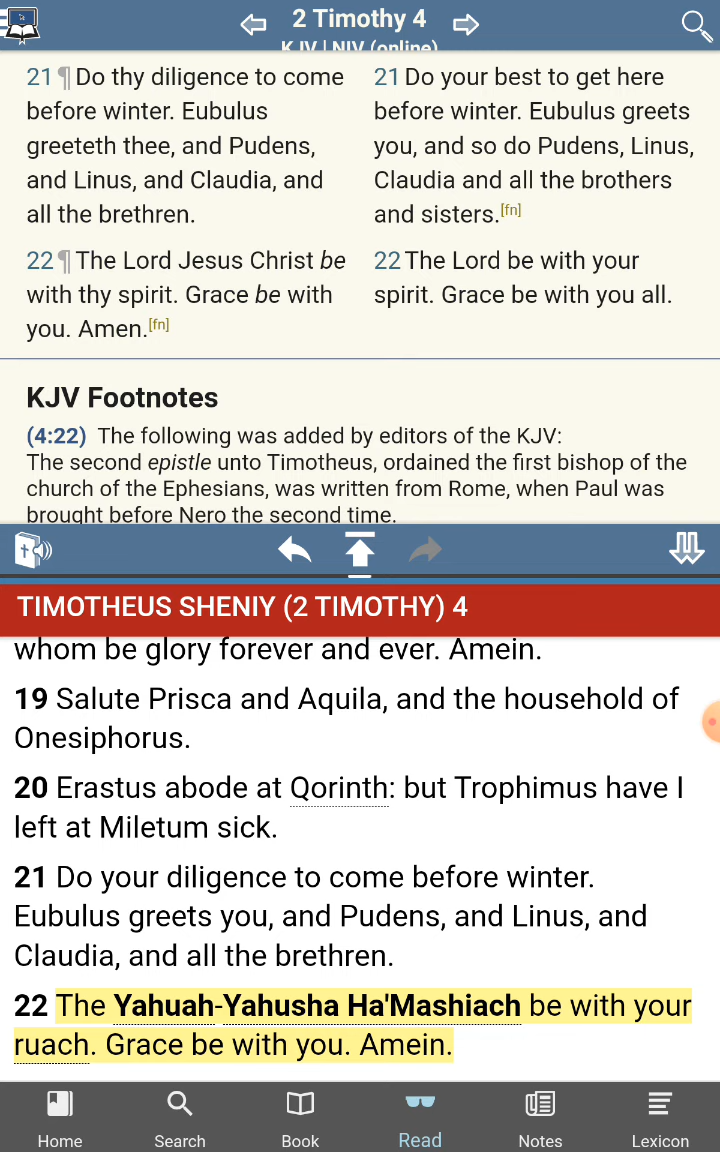 2 Timothy 4
KJV | NIV (online)
21 ¶ Do thy diligence to come
before winter. Eubulus
greeteth thee, and Pudens,
and Linus, and Claudia, and
all the brethren.
22 ¶ The Lord Jesus Christ be
with thy spirit. Grace be with
you. Amen.[fn]
21 Do your best to get here
before winter. Eubulus greets
you, and so do Pudens, Linus,
Claudia and all the brothers
and sisters.[fn]
22 The Lord be with your
spirit. Grace be with you all.
KJV Footnotes
(4:22) The following was added by editors of the KJV:
The second epistle unto Timotheus, ordained the first bishop of the
church of the Ephesians, was written from Rome, when Paul was
brought before Nero the second time.
TIMOTHEUS SHENIY (2 TIMOTHY) 4
whom be glory forever and ever. Amein.
19 Salute Prisca and Aquila, and the household of
Onesiphorus.
20 Erastus abode at Qorinth: but Trophimus have I
left at Miletum sick.
21 Do your diligence to come before winter.
Eubulus greets you, and Pudens, and Linus, and
Claudia, and all the brethren.
22 The Yahuah-Yahusha Ha'Mashiach be with your
ruach. Grace be with you. Amein.
Home Search Book Read Notes Lexicon